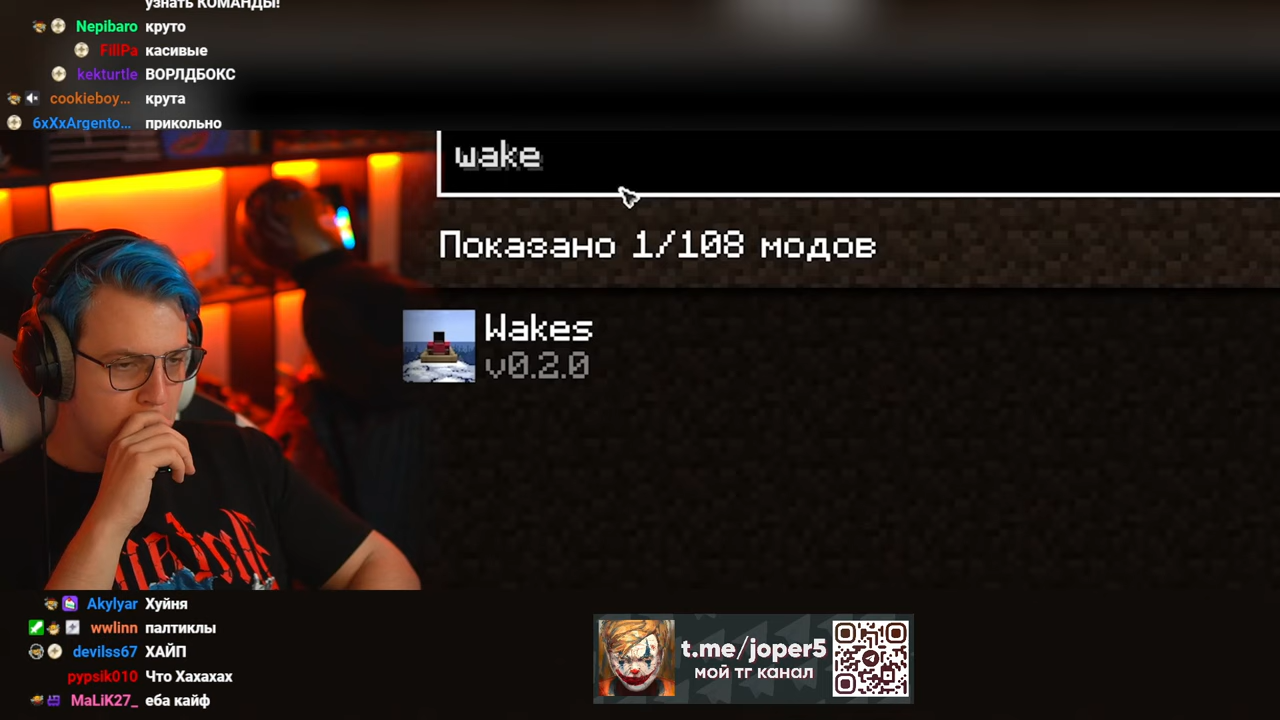 узнать КОМАНДЫ!
Nepibaro круто
FillPa касивые
kekturtle ВОРЛДБОКС
cookieboy... крута
6xXxArgento... прикольно
wake
Показано 1/108 модов
Wakes
v0.2.0
Akylyar Хуйня
wwlinn палтиклы
devilss67 ХАЙП
pypsik010 Что Хахахах
MaLiK27_ еба кайф
t.me/joper5
мой тг канал